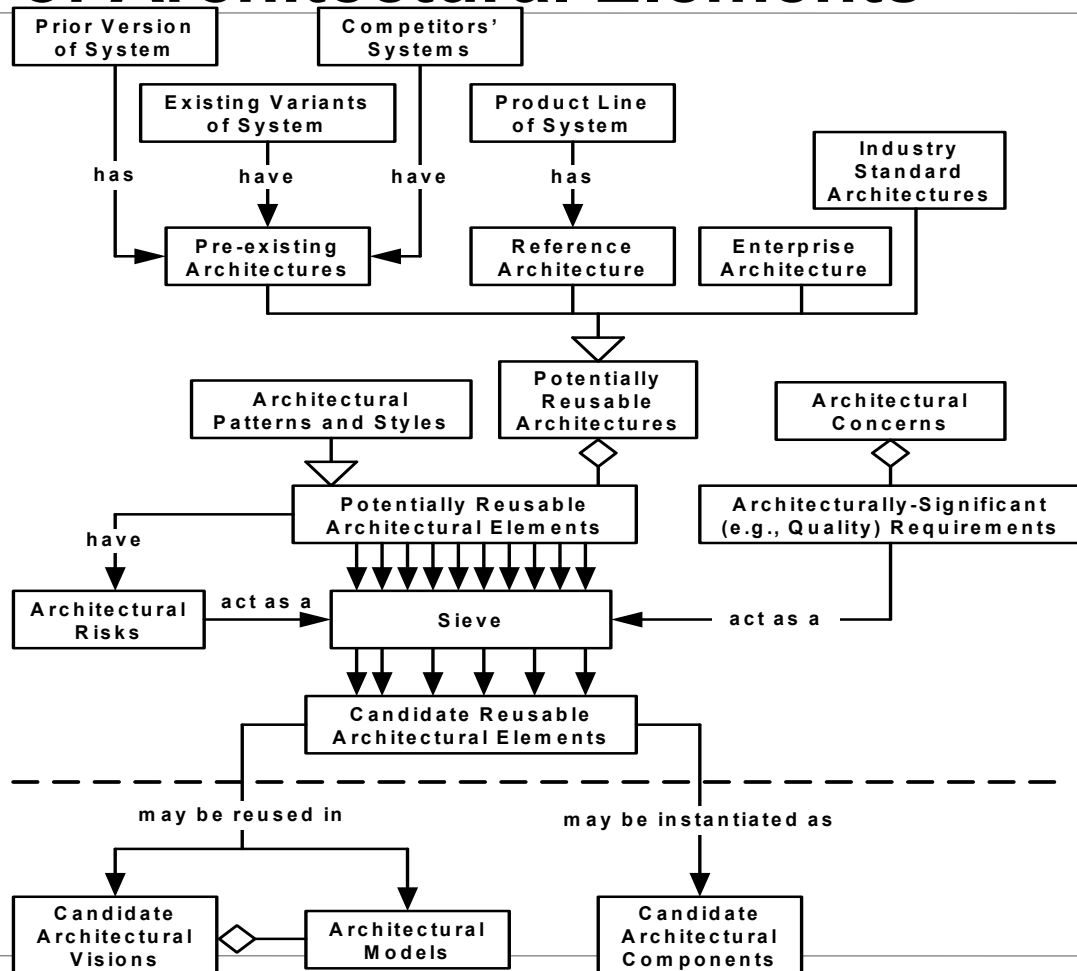 of Architectural Elements
Prior Version
of System
Competitors’
Systems
Existing Variants
of System
Product Line
of System
Industry
Standard
Architectures
has
have
have
has
Pre-existing
Architectures
Reference
Architecture
Enterprise
Architecture
Potentially
Reusable
Architectures
Architectural
Patterns and Styles
Architectural
Concerns
Potentially Reusable
Architectural Elements
Architecturally-Significant
(e.g., Quality) Requirements
have
Architectural
Risks
act as a
Sieve
act as a
Candidate Reusable
Architectural Elements
may be reused in
may be instantiated as
Candidate
Architectural
Visions
Architectural
Models
Candidate
Architectural
Components